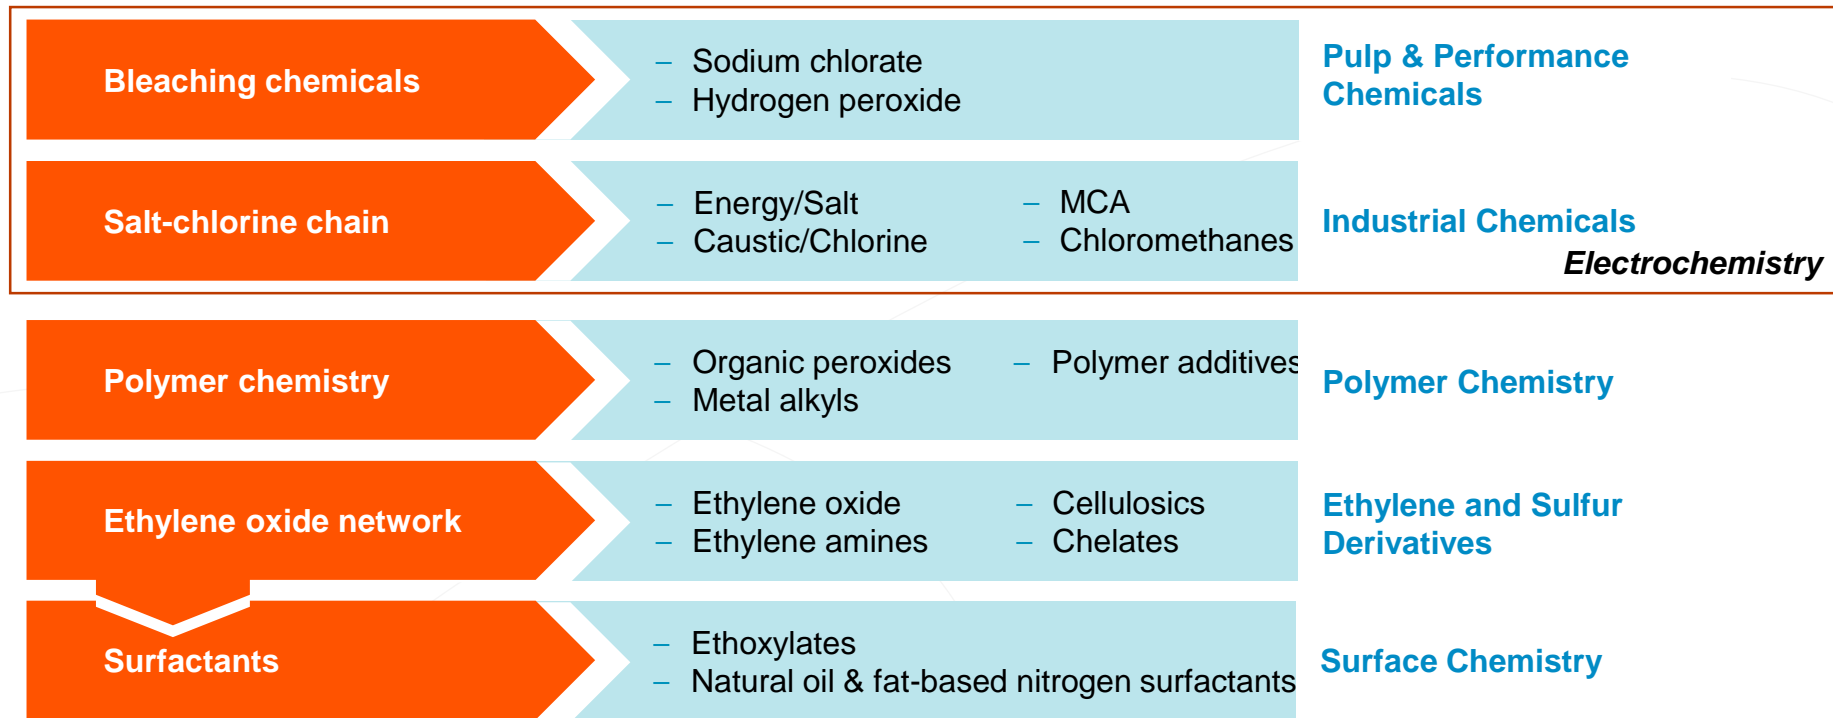 Bleaching chemicals
– Sodium chlorate
– Hydrogen peroxide
Pulp & Performance
Chemicals
Salt-chlorine chain
– Energy/Salt
– Caustic/Chlorine
– MCA
– Chloromethanes
Industrial Chemicals
Electrochemistry
Polymer chemistry
– Organic peroxides
– Metal alkyls
– Polymer additives
Polymer Chemistry
Ethylene oxide network
– Ethylene oxide
– Ethylene amines
– Cellulosics
– Chelates
Ethylene and Sulfur
Derivatives
Surfactants
– Ethoxylates
– Natural oil & fat-based nitrogen surfactants
Surface Chemistry